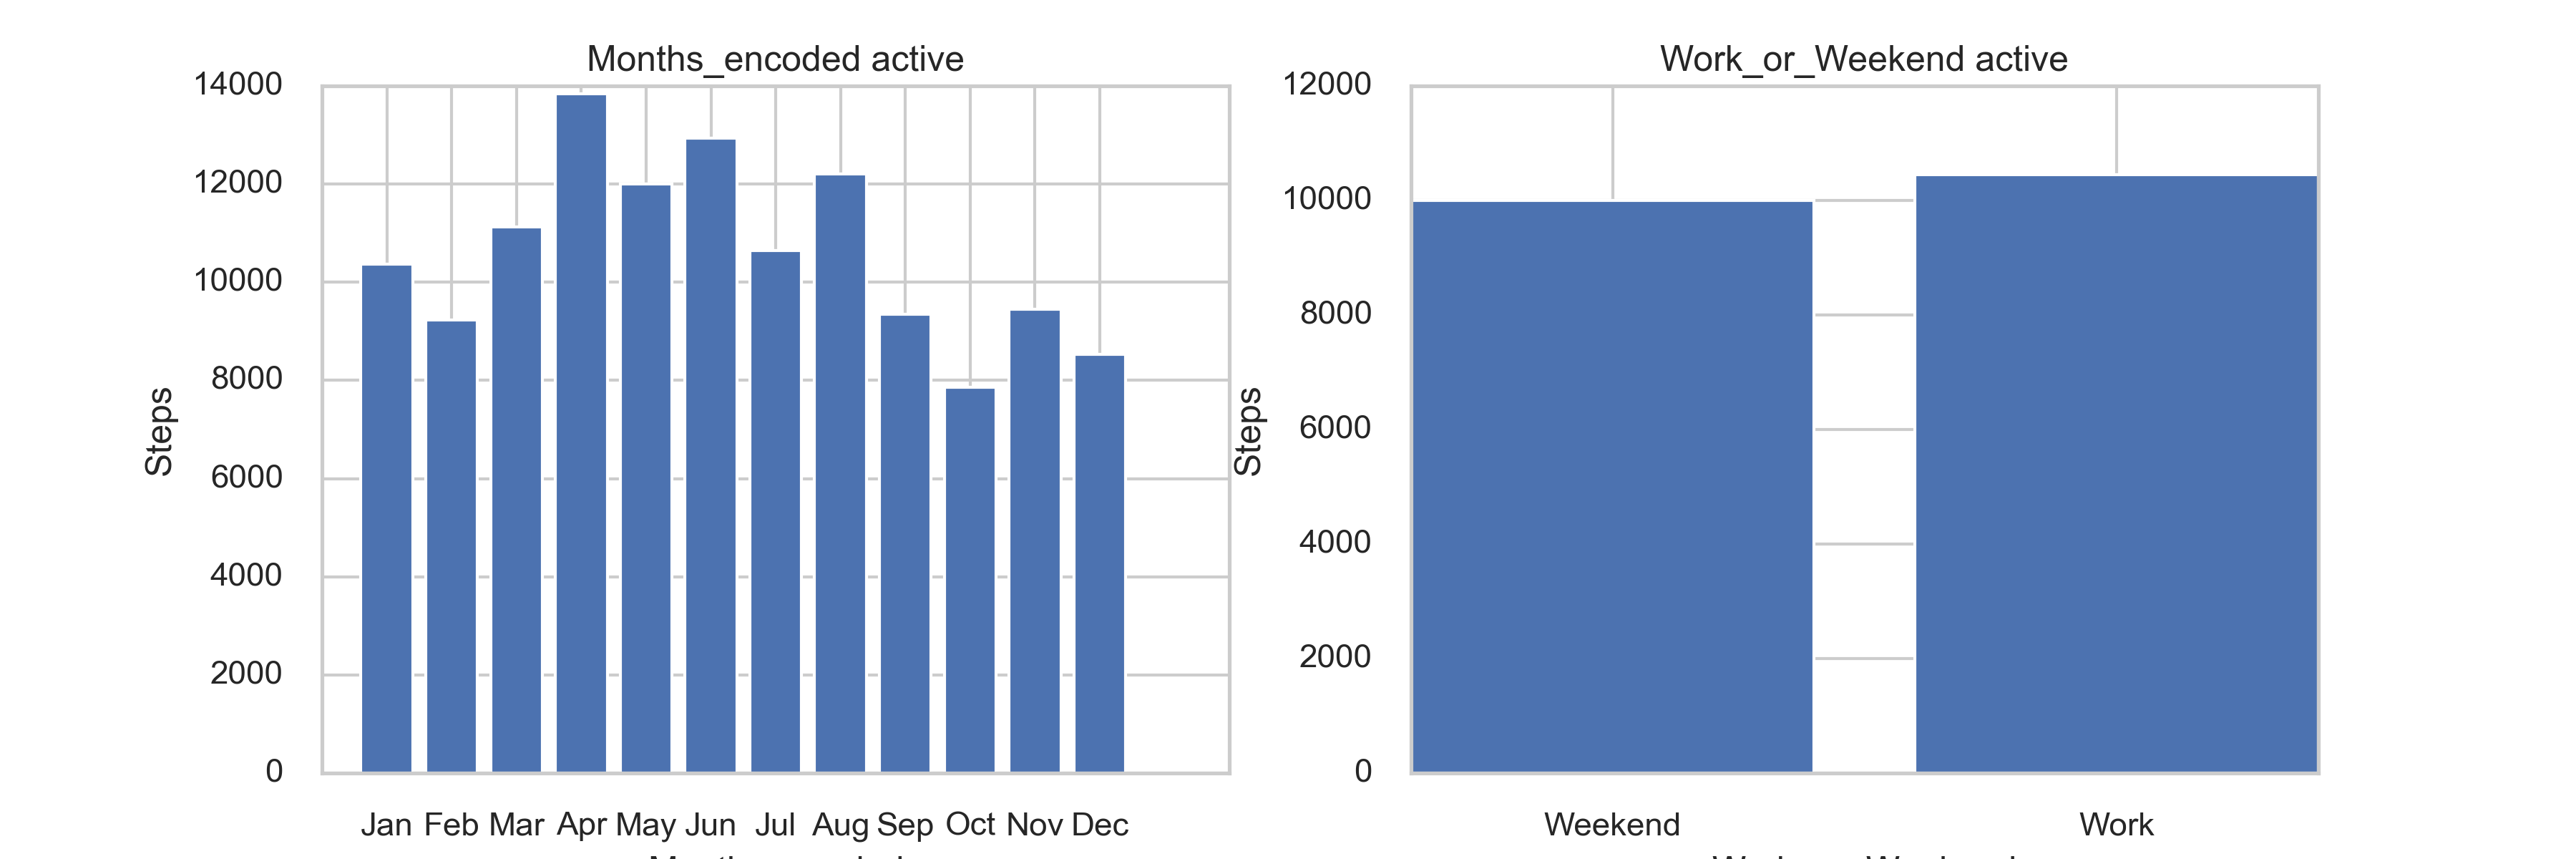 Months_encoded active
14000
12000
10000
8000
6000
4000
2000
0
Steps
Jan Feb Mar Apr May Jun Jul Aug Sep Oct Nov Dec
Work_or_Weekend active
12000
10000
8000
6000
4000
2000
0
Steps
Weekend Work